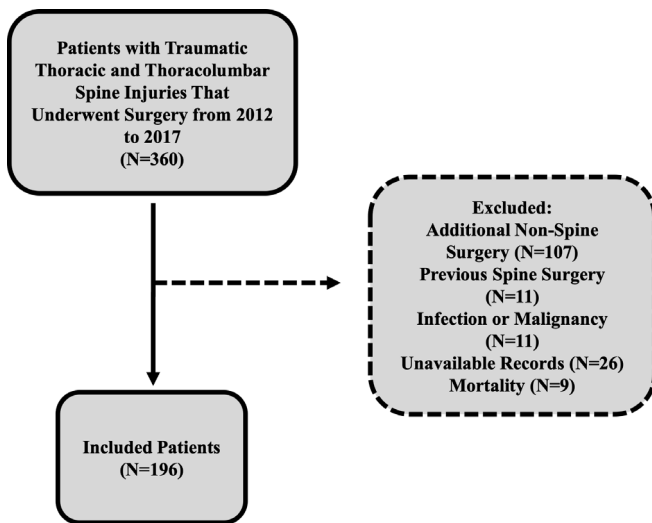 Patients with Traumatic
Thoracic and Thoracolumbar
Spine Injuries That
Underwent Surgery from 2012
to 2017
(N=360)
Excluded:
Additional Non-Spine
Surgery (N=107)
Previous Spine Surgery
(N=11)
Infection or Malignancy
(N=11)
Unavailable Records (N=26)
Mortality (N=9)
Included Patients
(N=196)